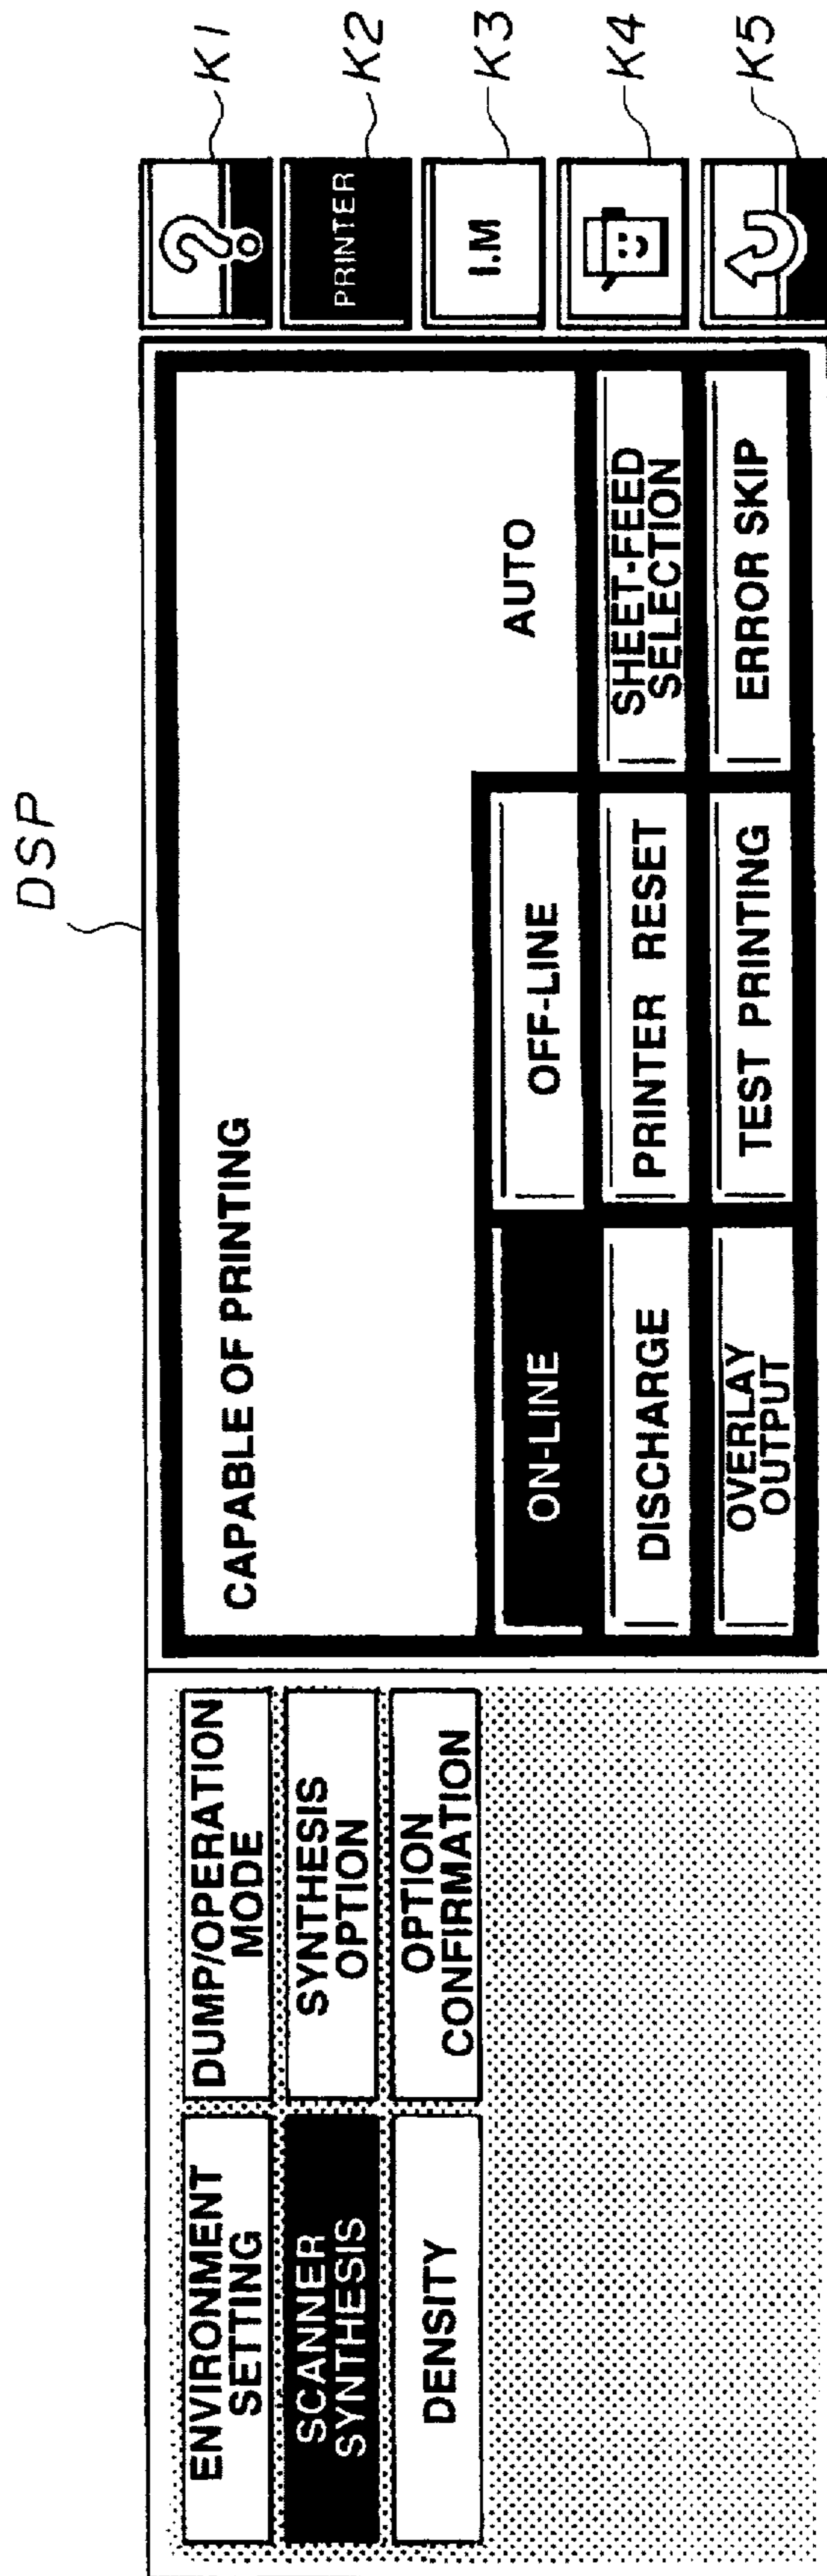 DSP
ENVIRONMENT
SETTING
DUMP/OPERATION
MODE
SCANNER
SYNTHESIS
SYNTHESIS
OPTION
DENSITY
OPTION
CONFIRMATION
CAPABLE OF PRINTING
AUTO
ON-LINE
OFF-LINE
DISCHARGE
PRINTER RESET
SHEET-FEED
SELECTION
OVERLAY
OUTPUT
TEST PRINTING
ERROR SKIP
?
K1
PRINTER
K2
I.M
K3
K4
K5